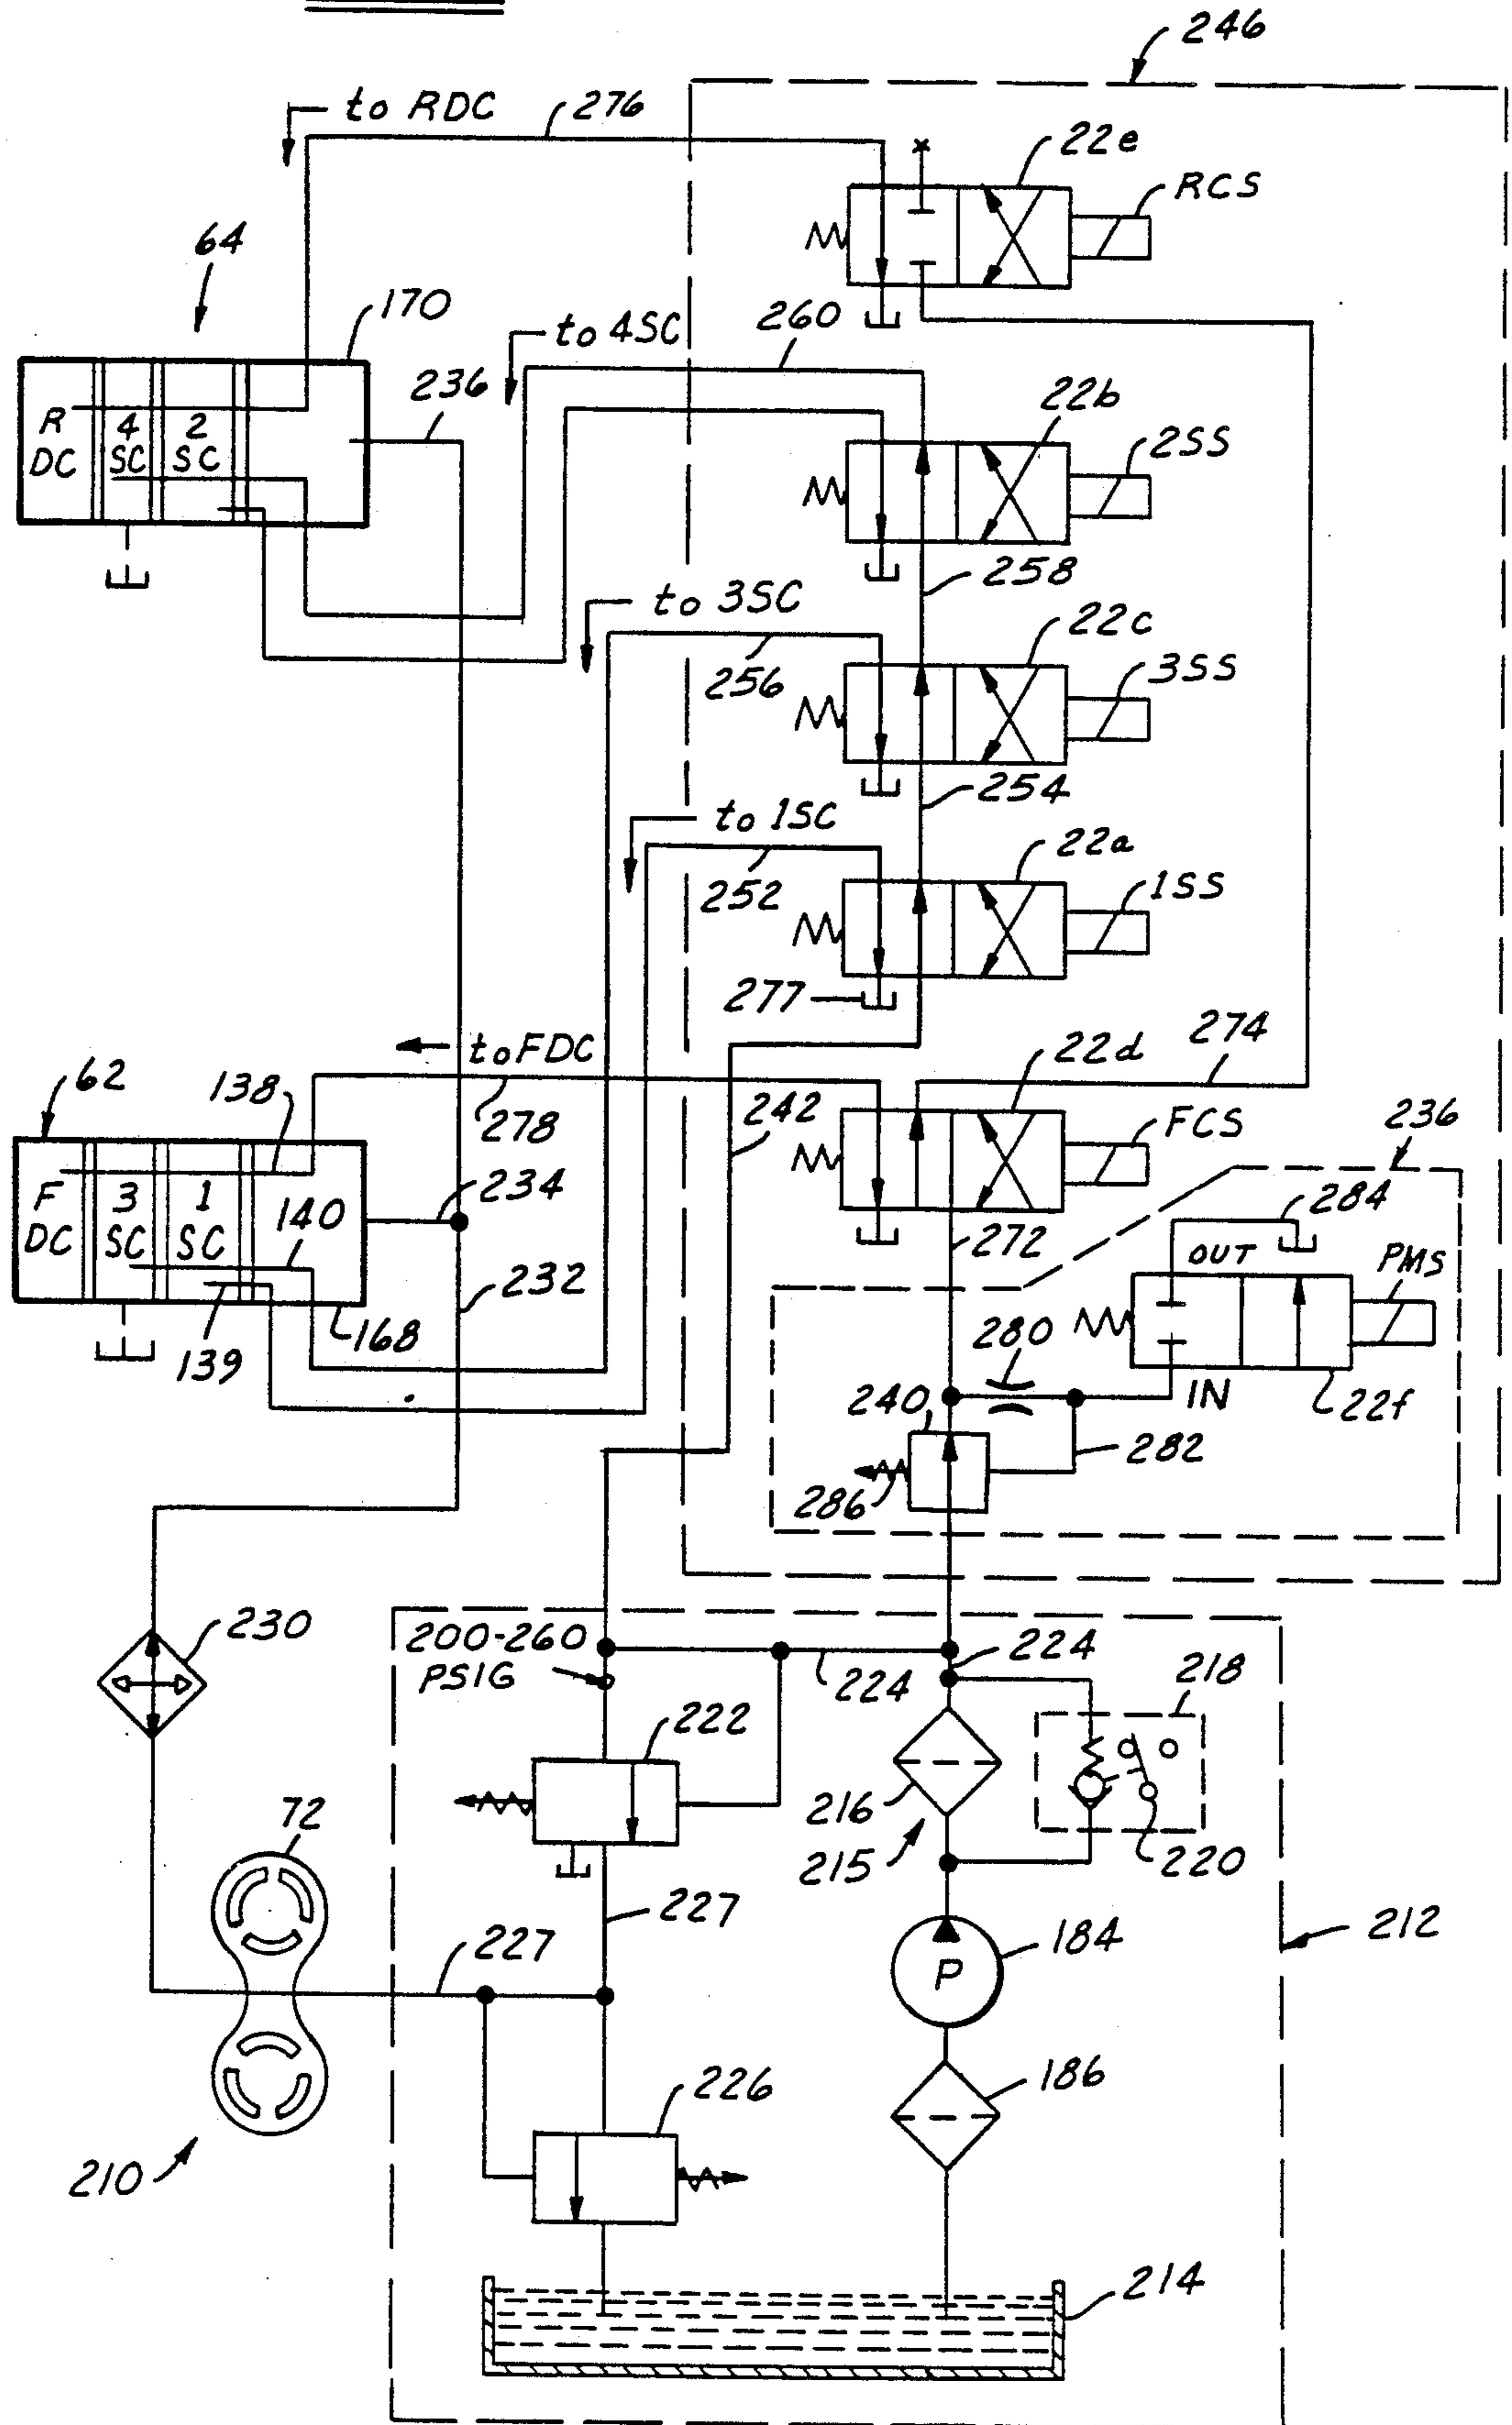 246
to RDC
276
22e
RCS
64
170
260
to 4SC
236
22b
2SS
R
DC
4
SC
2
SC
258
to 3SC
22c
256
3SS
254
to 1SC
22a
252
1SS
277
274
to FDC
22d
62
138
278
242
FCS
236
234
284
F
DC
3
SC
1
SC
140
272
OUT
PMS
232
168
280
139
IN
22f
240
282
286
230
200-260
PSIG
224
224
218
222
216
215
220
72
227
227
184
P
212
226
186
210
214